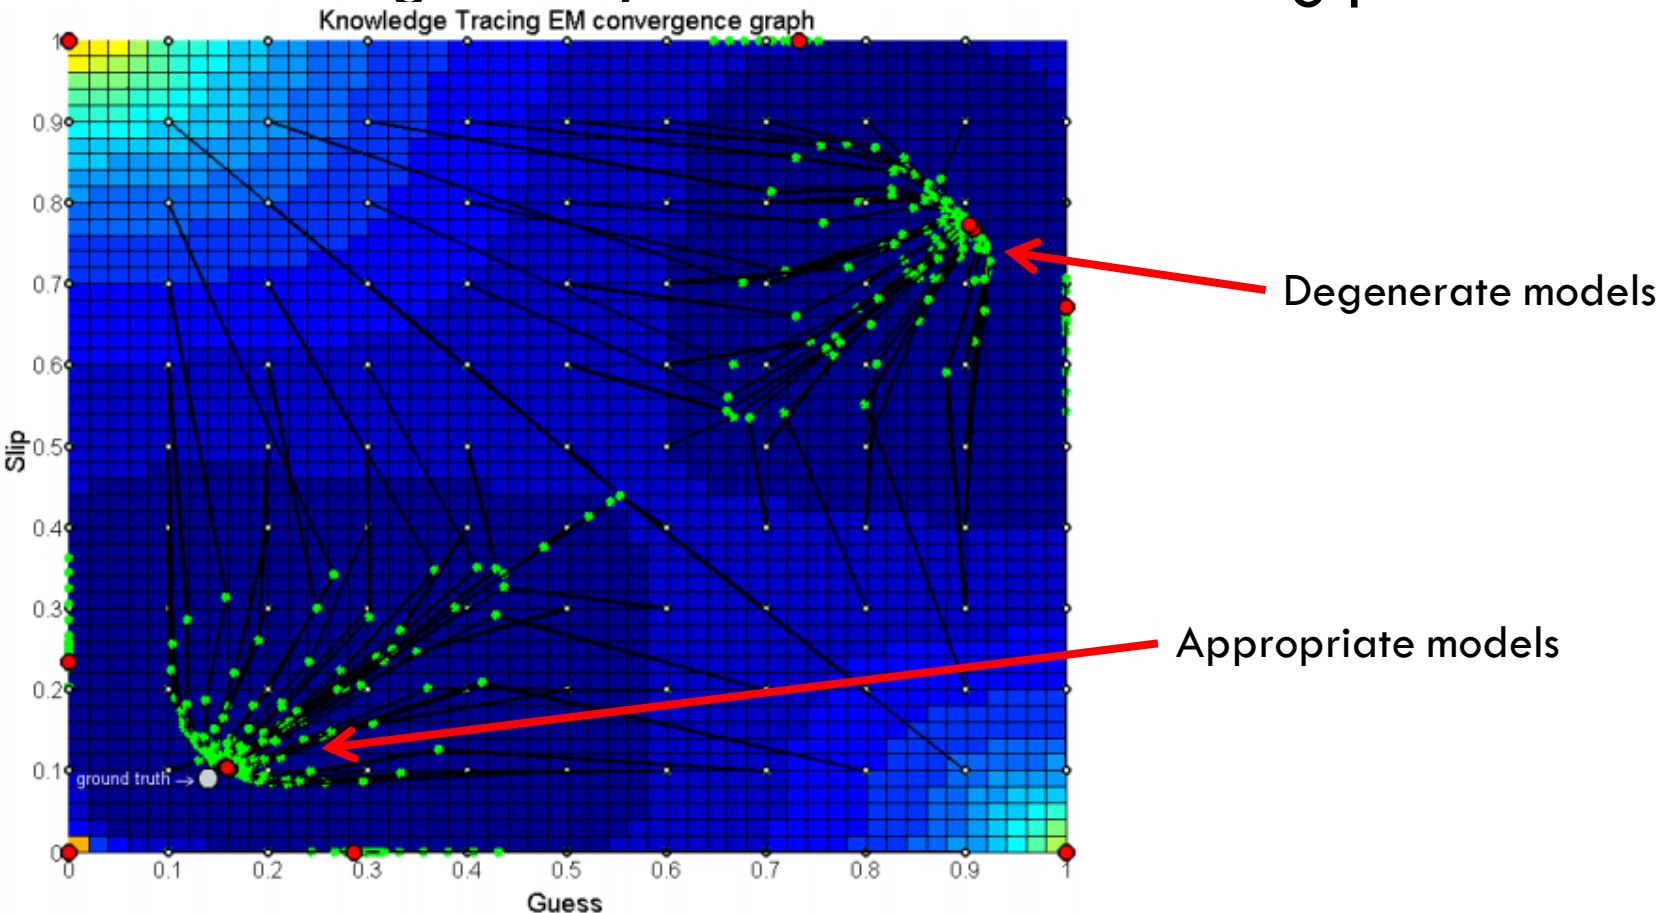 Knowledge Tracing EM convergence graph
1
0.9
0.8
0.7
0.6
0.5
0.4
0.3
0.2
0.1
0
Slip
Degenerate models
Appropriate models
ground truth →
0 0.1 0.2 0.3 0.4 0.5 0.6 0.7 0.8 0.9 1
Guess